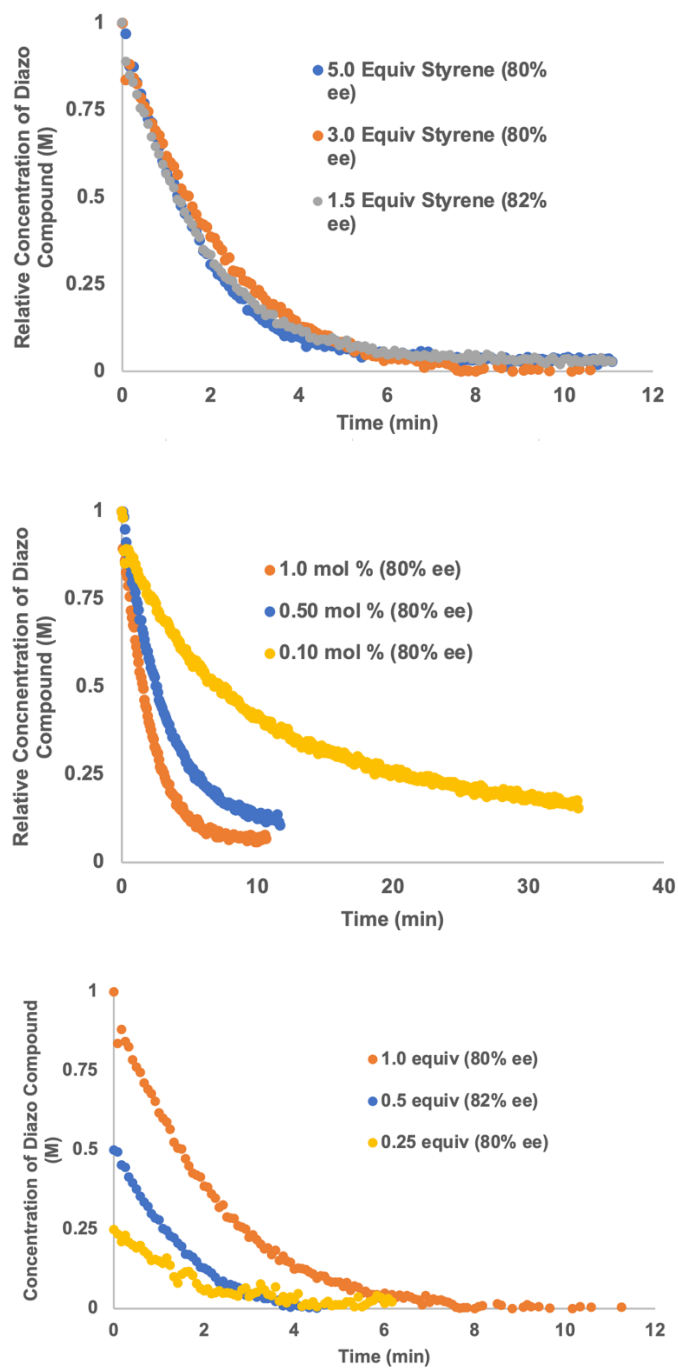 1
0.75
0.5
0.25
0
Relative Concentration of Diazo
Compound (M)
5.0 Equiv Styrene (80%
ee)
3.0 Equiv Styrene (80%
ee)
1.5 Equiv Styrene (82%
ee)
0 2 4 6 8 10 12
Time (min)
1
0.75
0.5
0.25
0
Relative Concnentration of Diazo
Compound (M)
1.0 mol % (80% ee)
0.50 mol % (80% ee)
0.10 mol % (80% ee)
0 10 20 30 40
Time (min)
1
0.75
0.5
0.25
0
Concentration of Diazo Compound
(M)
1.0 equiv (80% ee)
0.5 equiv (82% ee)
0.25 equiv (80% ee)
0 2 4 6 8 10 12
Time (min)